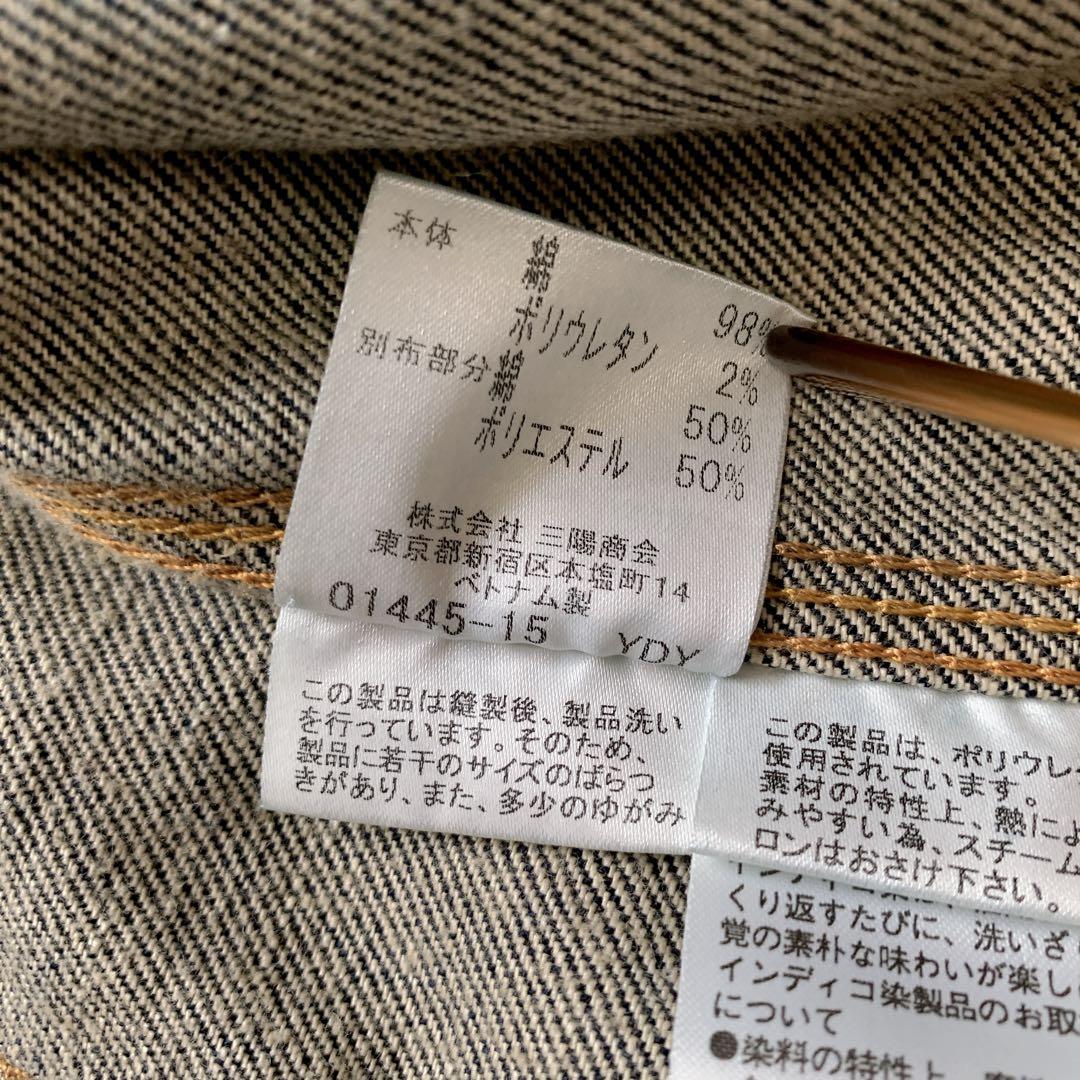 本体
綿 98%
ポリウレタン 2%
別布部分 綿 50%
ポリエステル 50%
株式会社 三陽商会
東京都新宿区本塩町14
ベトナム製
01445-15 YDY
この製品は縫製後、製品洗い
を行っています。そのため、
製品に若干のサイズのばらつ
きがあり、また、多少のゆがみ
この製品は、ポリウレ
使用されています。
素材の特性上、熱によ
みやすい為、スチーム
ロンはおさけ下さい。
くり返すたびに、洗いざ
覚の素朴な味わいが楽し
インディコ染製品のお取
について
●染料の特性上、